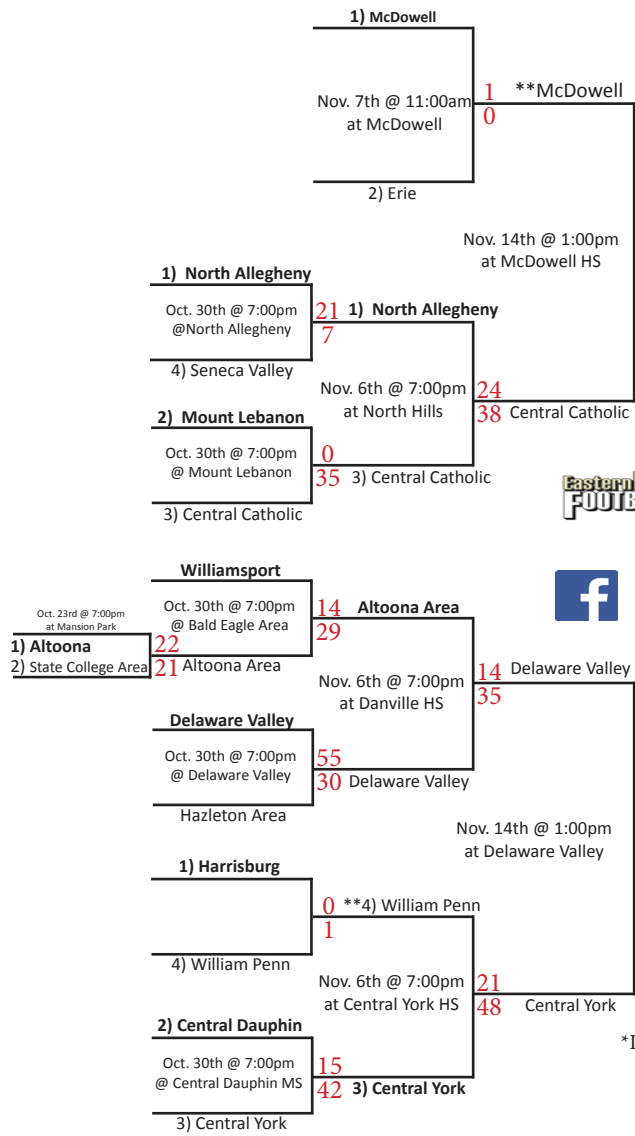 1) McDowell
Nov. 7th @ 11:00am
at McDowell
1
0
**McDowell
2) Erie
Nov. 14th @ 1:00pm
at McDowell HS
1) North Allegheny
Oct. 30th @ 7:00pm
@North Allegheny
21
7
1) North Allegheny
4) Seneca Valley
Nov. 6th @ 7:00pm
at North Hills
24
38
Central Catholic
2) Mount Lebanon
Oct. 30th @ 7:00pm
@ Mount Lebanon
0
35
3) Central Catholic
3) Central Catholic
Eastern
Williamsport
Oct. 30th @ 7:00pm
@ Bald Eagle Area
14
29
Altoona Area
Oct. 23rd @ 7:00pm
at Mansion Park
1) Altoona
2) State College Area
22
21
Altoona Area
Nov. 6th @ 7:00pm
at Danville HS
14
35
Delaware Valley
Delaware Valley
Oct. 30th @ 7:00pm
@ Delaware Valley
55
30
Delaware Valley
Hazleton Area
Nov. 14th @ 1:00pm
at Delaware Valley
1) Harrisburg
0
1
**4) William Penn
4) William Penn
Nov. 6th @ 7:00pm
at Central York HS
21
48
Central York
2) Central Dauphin
Oct. 30th @ 7:00pm
@ Central Dauphin MS
15
42
3) Central York
3) Central York